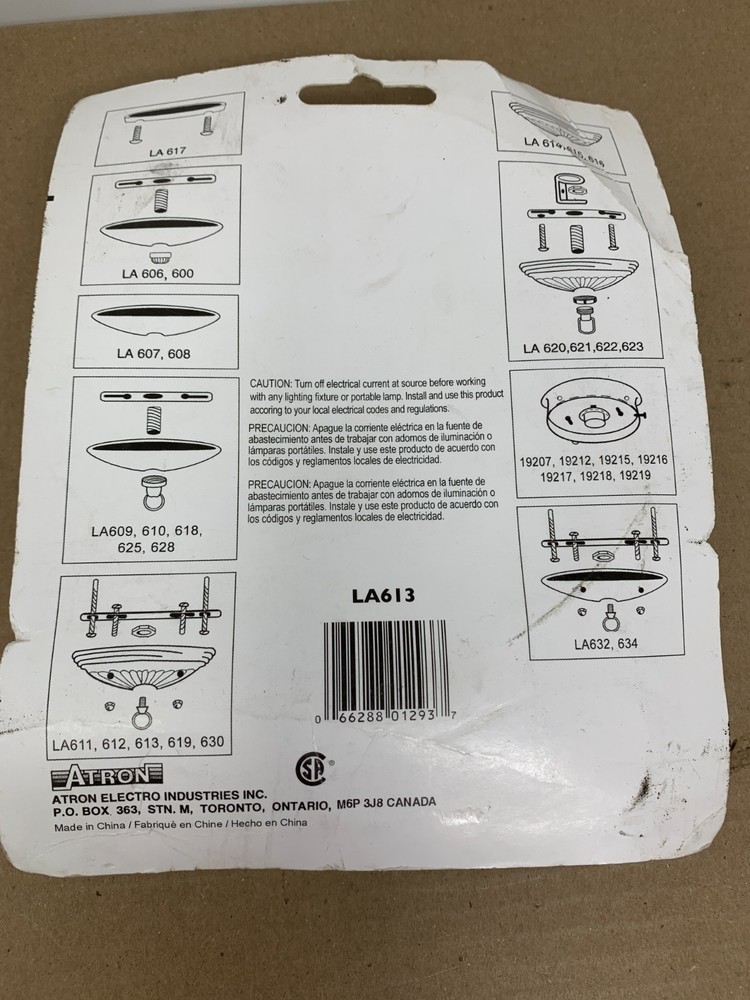 LA 617
LA 606, 600
LA 607, 608
LA609, 610, 618,
625, 628
LA611, 612, 613, 619, 630
CAUTION: Turn off electrical current at source before working
with any lighting fixture or portable lamp. Install and use this product
accoring to your local electrical codes and regulations.
PRECAUCION: Apague la corriente eléctrica en la fuente de
abastecimiento antes de trabajar con adornos de iluminación o
lámparas portátiles. Instale y use este producto de acuerdo con
los códigos y reglamentos locales de electricidad.
PRECAUCION: Apague la corriente eléctrica en la fuente de
abastecimiento antes de trabajar con adornos de iluminación o
lámparas portátiles. Instale y use este producto de acuerdo con
los códigos y reglamentos locales de electricidad.
LA613
0 66288 01293 7
LA 614,615, 616
LA 620,621,622,623
19207, 19212, 19215, 19216
19217, 19218, 19219
LA632, 634
ATRON
SA ®
ATRON ELECTRO INDUSTRIES INC.
P.O. BOX 363, STN. M, TORONTO, ONTARIO, M6P 3J8 CANADA
Made in China / Fabriqué en Chine / Hecho en China